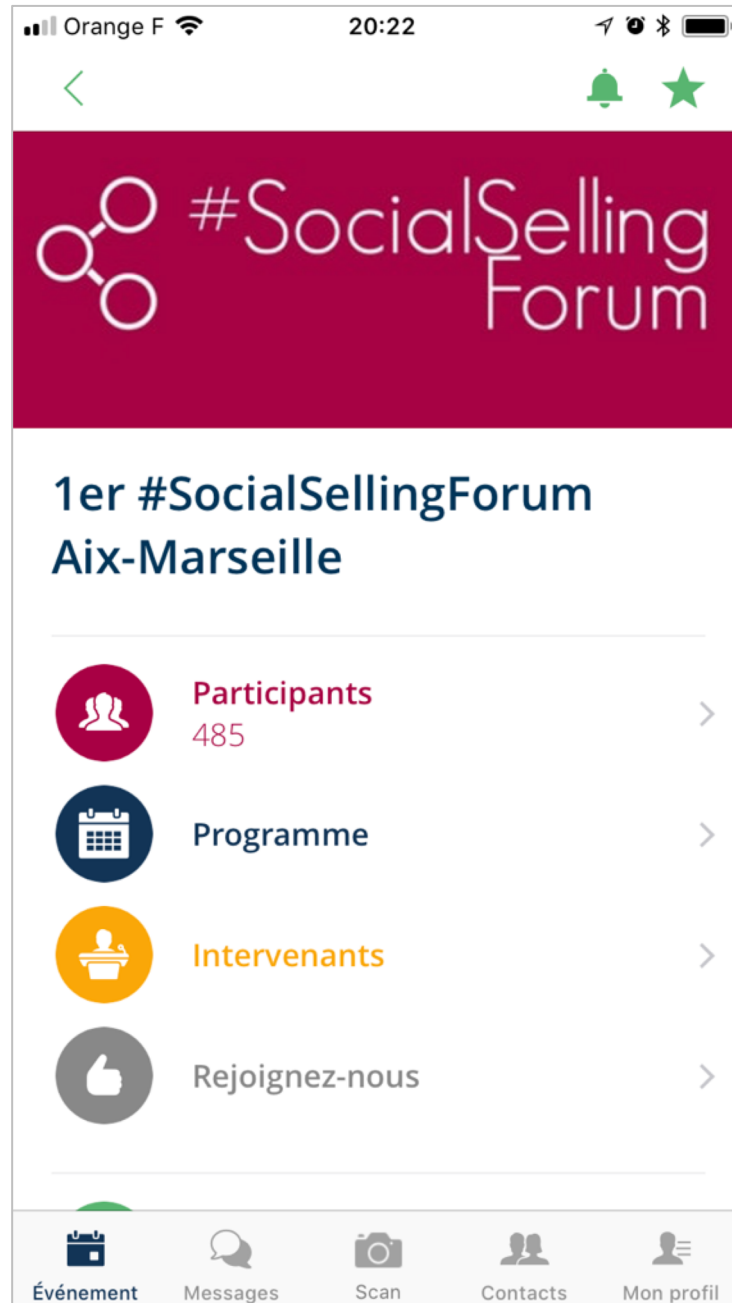 Orange F 20:22
#SocialSelling
Forum
1er #SocialSellingForum
Aix-Marseille
Participants
485
Programme
Intervenants
Rejoignez-nous
Événement Messages Scan Contacts Mon profil